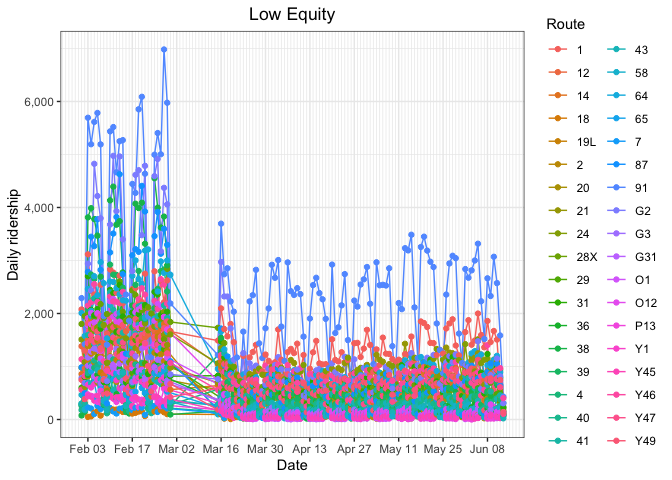 Low Equity
Daily ridership
6,000
4,000
2,000
0
Feb 03 Feb 17 Mar 02 Mar 16 Mar 30 Apr 13 Apr 27 May 11 May 25 Jun 08
Date
Route
1 43
12 58
14 64
18 65
19L 7
2 87
20 91
21 G2
24 G3
28X G31
29 O1
31 O12
36 P13
38 Y1
39 Y45
4 Y46
40 Y47
41 Y49